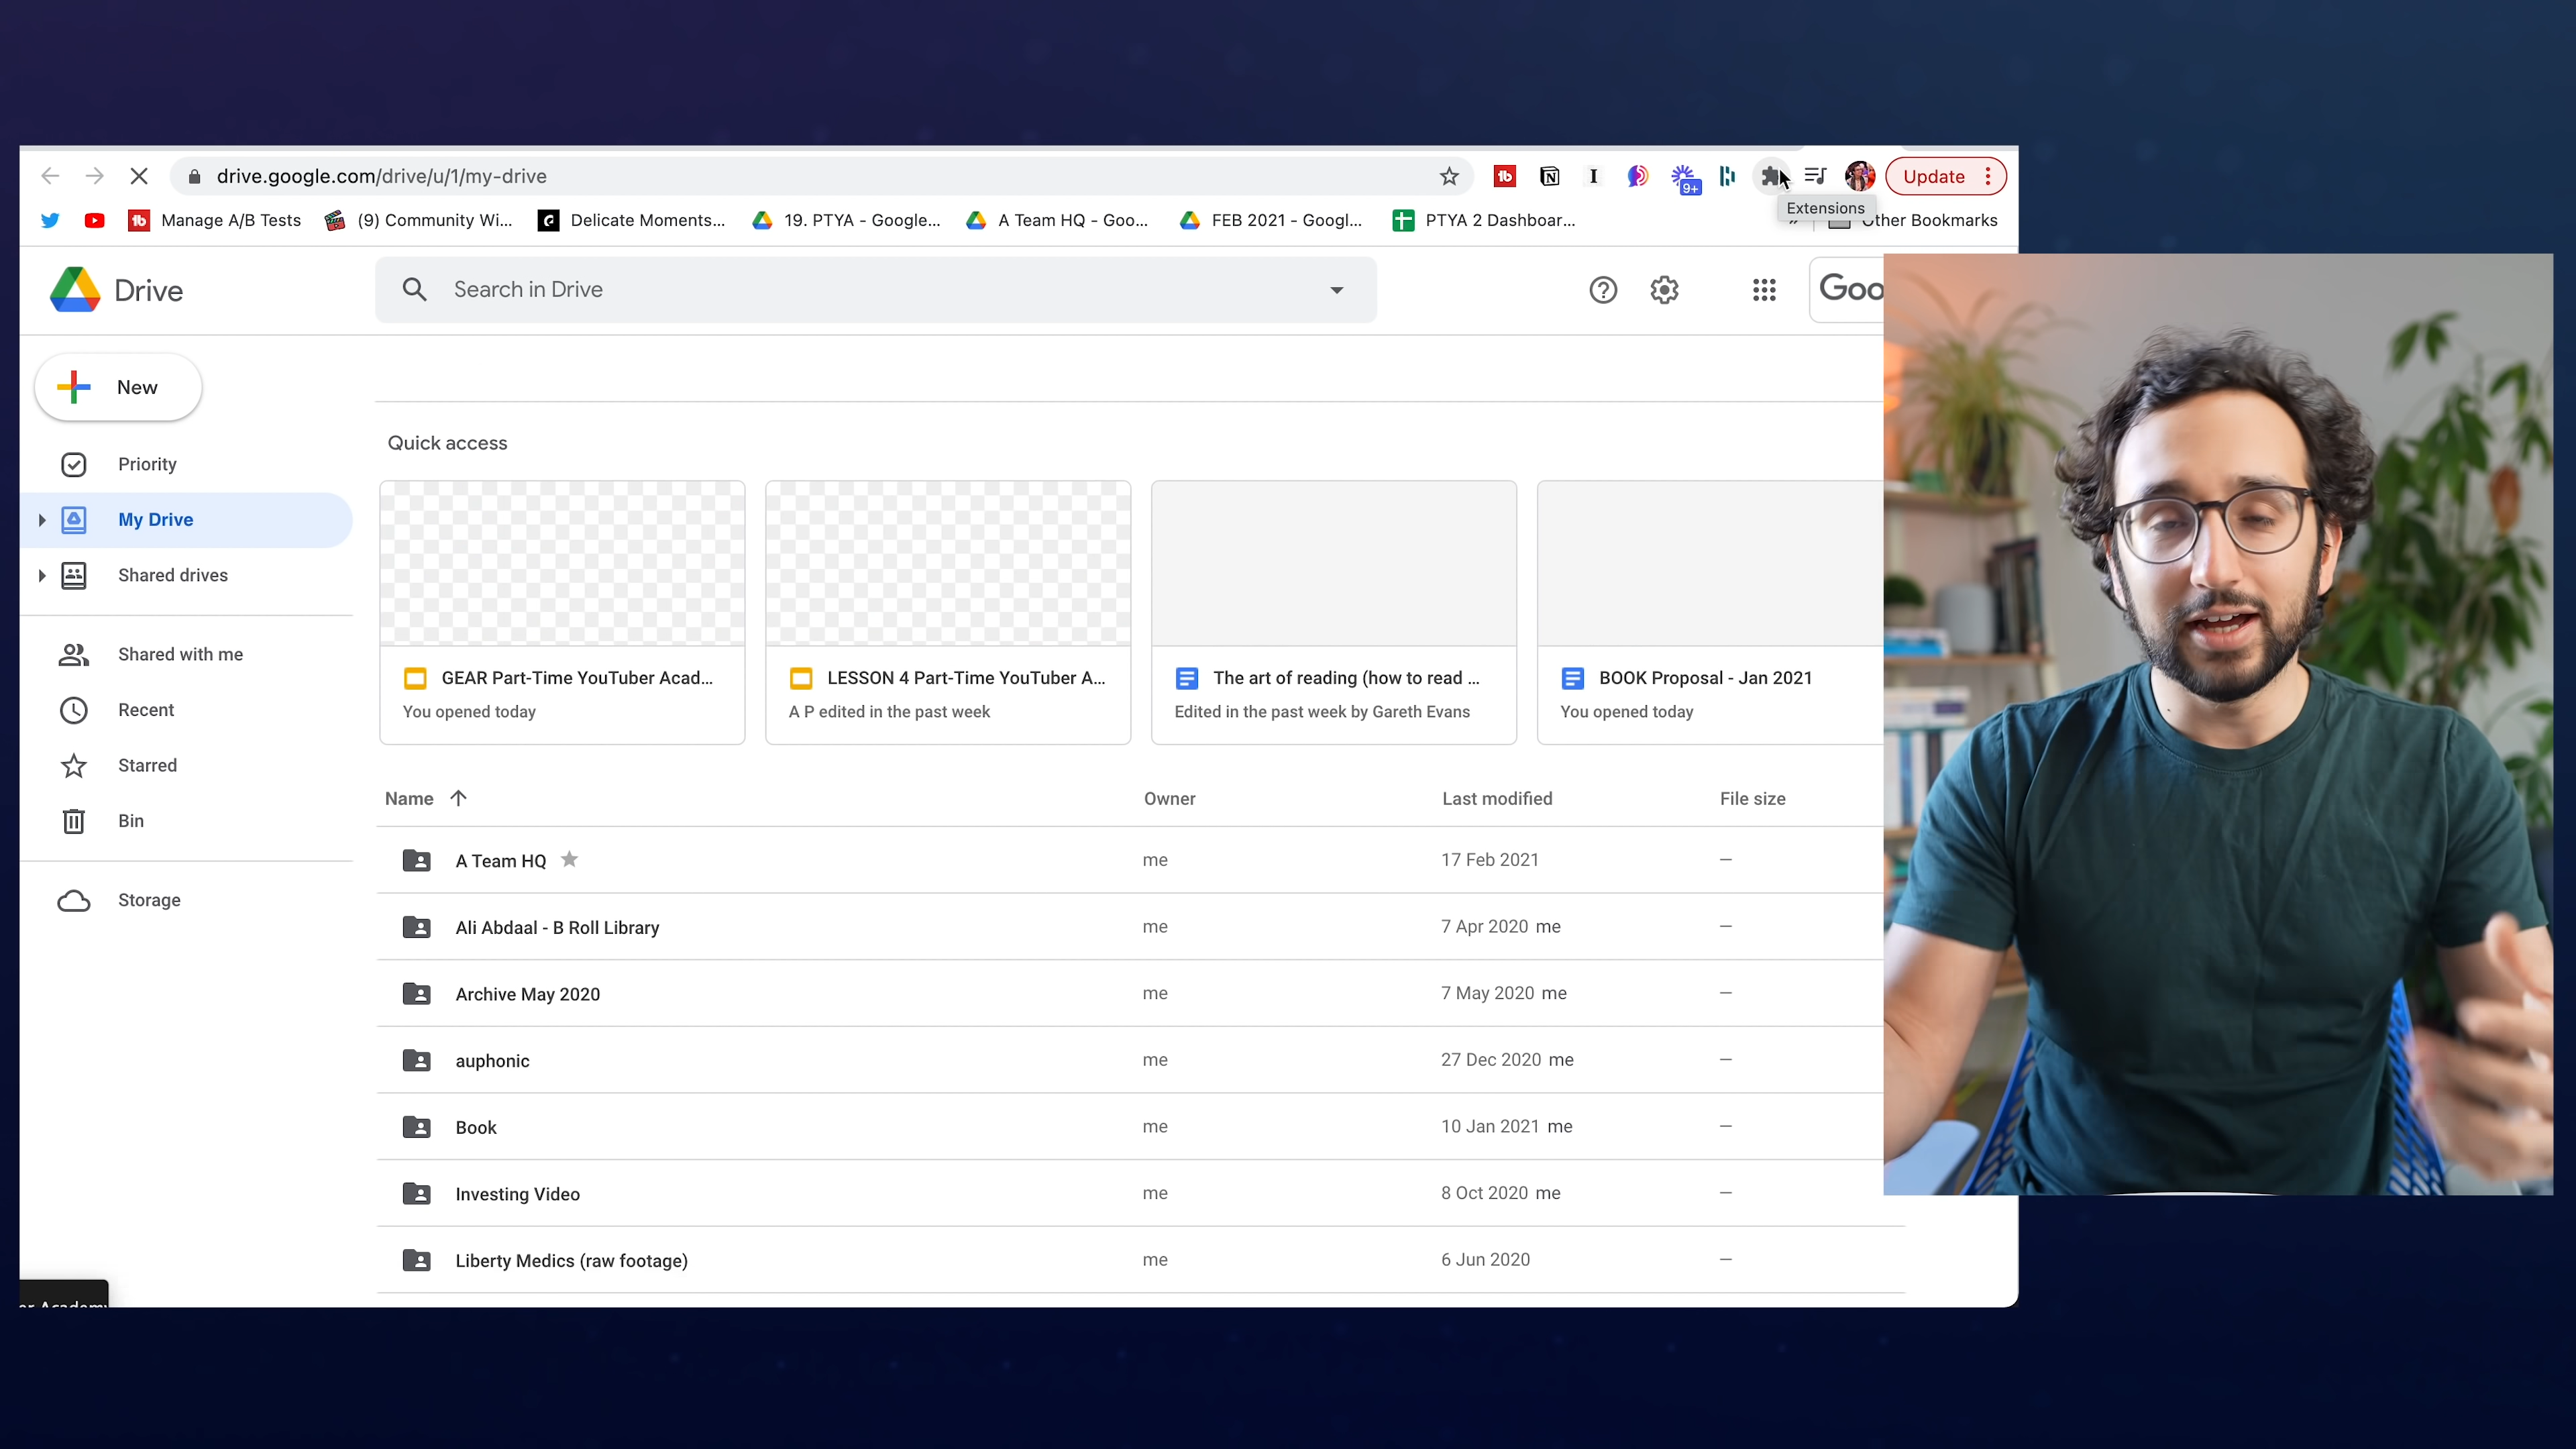 drive.google.com/drive/u/1/my-drive
9+
Update
Extensions
Manage A/B Tests
(9) Community Wi...
Delicate Moments...
19. PTYA - Google...
A Team HQ - Goo...
FEB 2021 - Googl...
PTYA 2 Dashboar...
Other Bookmarks
Drive
Search in Drive
Goo
New
Priority
My Drive
Shared drives
Shared with me
Recent
Starred
Bin
Storage
Quick access
GEAR Part-Time YouTuber Acad...
You opened today
LESSON 4 Part-Time YouTuber A...
A P edited in the past week
The art of reading (how to read ...
Edited in the past week by Gareth Evans
BOOK Proposal - Jan 2021
You opened today
Name Owner Last modified File size
A Team HQ me 17 Feb 2021 –
Ali Abdaal - B Roll Library me 7 Apr 2020 me –
Archive May 2020 me 7 May 2020 me –
auphonic me 27 Dec 2020 me –
Book me 10 Jan 2021 me –
Investing Video me 8 Oct 2020 me –
Liberty Medics (raw footage) me 6 Jun 2020 –
er Academy